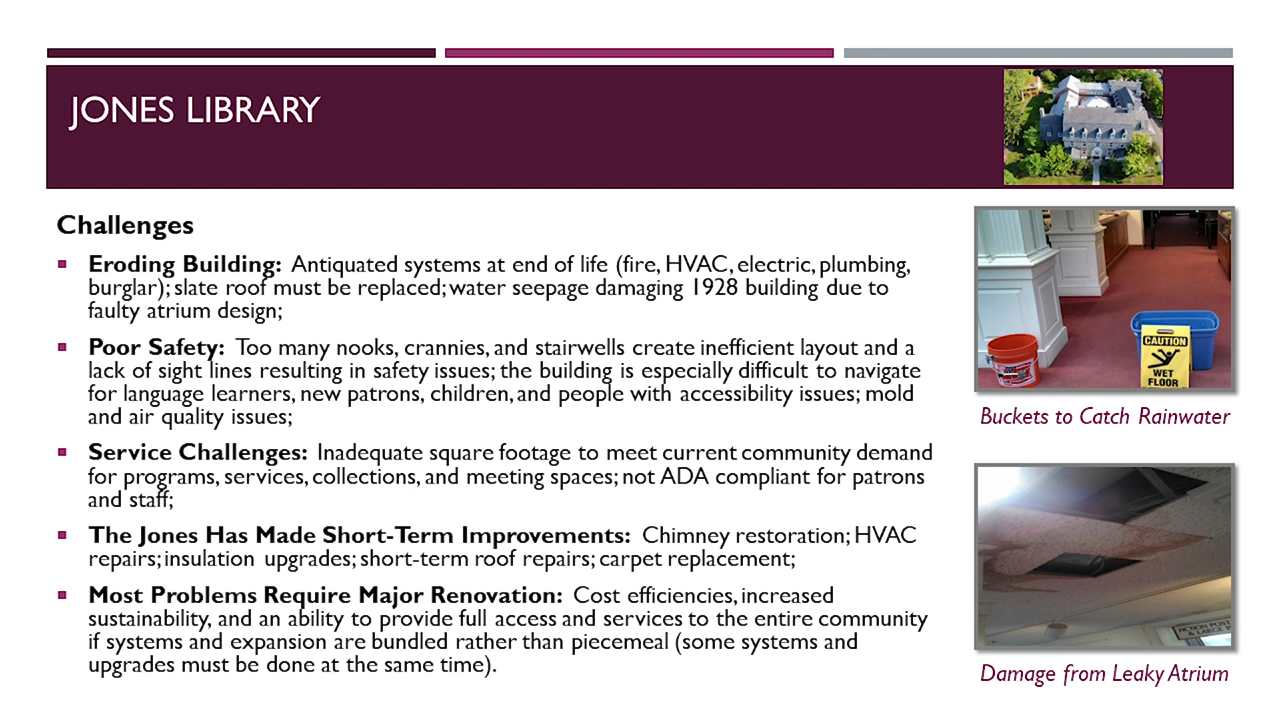 JONES LIBRARY
Challenges
Eroding Building: Antiquated systems at end of life (fire, HVAC, electric, plumbing,
burglar); slate roof must be replaced; water seepage damaging 1928 building due to
faulty atrium design;
Poor Safety: Too many nooks, crannies, and stairwells create inefficient layout and a
lack of sight lines resulting in safety issues; the building is especially difficult to navigate
for language learners, new patrons, children, and people with accessibility issues; mold
and air quality issues;
Service Challenges: Inadequate square footage to meet current community demand
for programs, services, collections, and meeting spaces; not ADA compliant for patrons
and staff;
The Jones Has Made Short-Term Improvements: Chimney restoration; HVAC
repairs; insulation upgrades; short-term roof repairs; carpet replacement;
Most Problems Require Major Renovation: Cost efficiencies, increased
sustainability, and an ability to provide full access and services to the entire community
if systems and expansion are bundled rather than piecemeal (some systems and
upgrades must be done at the same time).
CAUTION
WET
FLOOR
Buckets to Catch Rainwater
FICTION POST
& LARGE P
Damage from Leaky Atrium